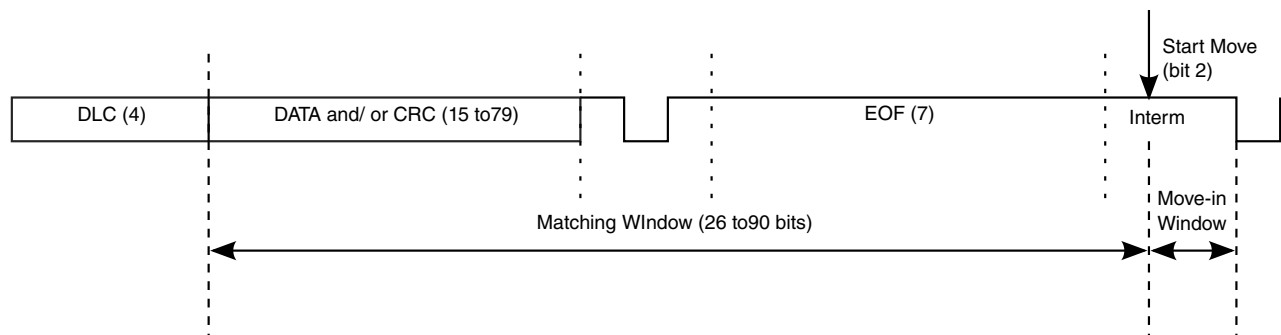 Start Move
(bit 2)
DLC (4)
DATA and/ or CRC (15 to79)
EOF (7)
Interm
Matching WIndow (26 to90 bits)
Move-in
Window